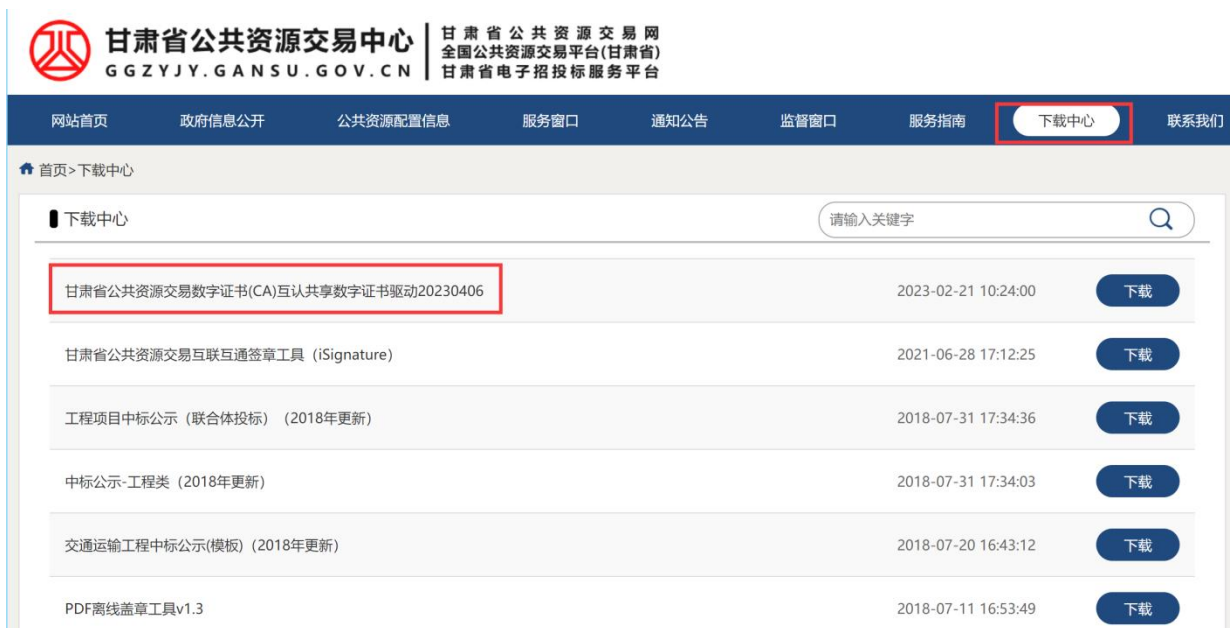 甘肃省公共资源交易中心
GGZYJY.GANSU.GOV.CN
甘肃省公共资源交易网
全国公共资源交易平台(甘肃省)
甘肃省电子招投标服务平台
网站首页 政府信息公开 公共资源配置信息 服务窗口 通知公告 监督窗口 服务指南 下载中心 联系我们
首页>下载中心
下载中心 请输入关键字
甘肃省公共资源交易数字证书(CA)互认共享数字证书驱动20230406 2023-02-21 10:24:00 下载
甘肃省公共资源交易互联互通签章工具（iSignature） 2021-06-28 17:12:25 下载
工程项目中标公示（联合体投标）（2018年更新） 2018-07-31 17:34:36 下载
中标公示-工程类（2018年更新） 2018-07-31 17:34:03 下载
交通运输工程中标公示(模板)（2018年更新） 2018-07-20 16:43:12 下载
PDF离线盖章工具v1.3 2018-07-11 16:53:49 下载